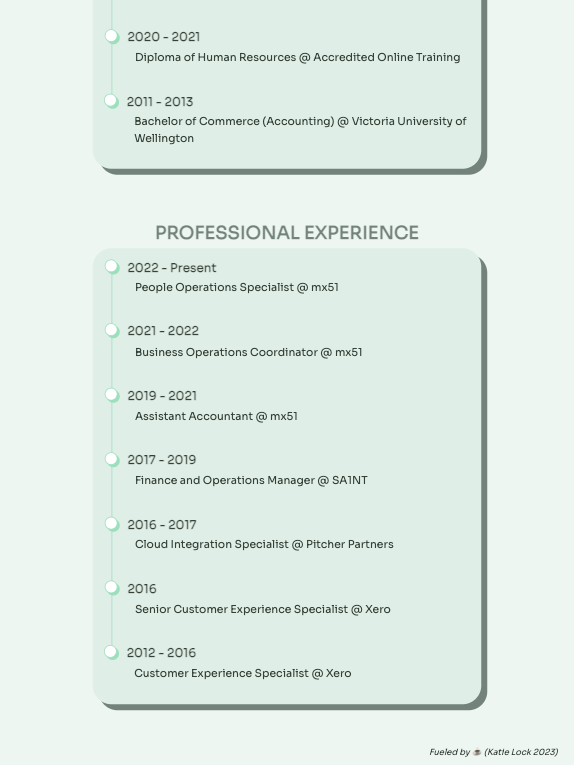 2020 - 2021
Diploma of Human Resources @ Accredited Online Training
2011 - 2013
Bachelor of Commerce (Accounting) @ Victoria University of
Wellington
PROFESSIONAL EXPERIENCE
2022 - Present
People Operations Specialist @ mx51
2021 - 2022
Business Operations Coordinator @ mx51
2019 - 2021
Assistant Accountant @ mx51
2017 - 2019
Finance and Operations Manager @ SA1NT
2016 - 2017
Cloud Integration Specialist @ Pitcher Partners
2016
Senior Customer Experience Specialist @ Xero
2012 - 2016
Customer Experience Specialist @ Xero
Fueled by ☕ (Katie Lock 2023)